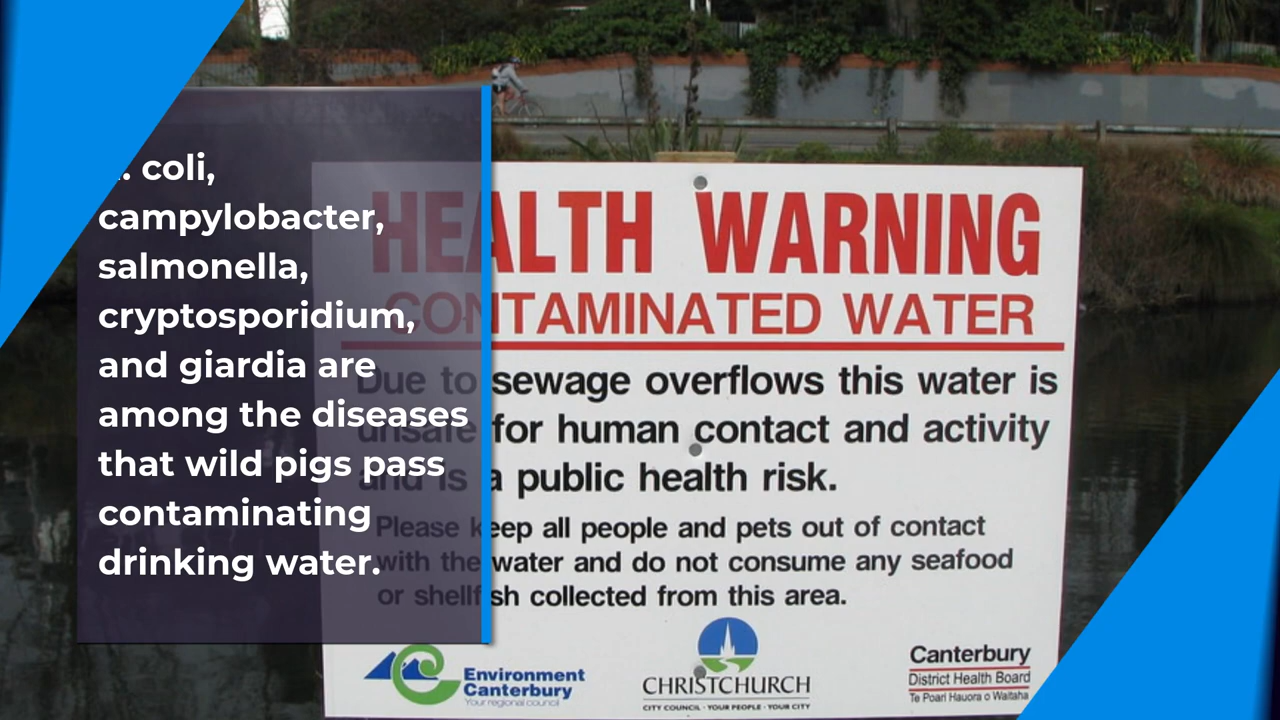 . coli,
campylobacter,
salmonella,
cryptosporidium,
and giardia are
among the diseases
that wild pigs pass
contaminating
drinking water.
HEALTH WARNING
CONTAMINATED WATER
Due to sewage overflows this water is
unsafe for human contact and activity
and is a public health risk.
Please keep all people and pets out of contact
with the water and do not consume any seafood
or shellfish collected from this area.
Environment
Canterbury
Your regional council
CHRISTCHURCH
CITY COUNCIL · YOUR PEOPLE · YOUR CITY
Canterbury
District Health Board
Te Poari Hauora o Waitaha